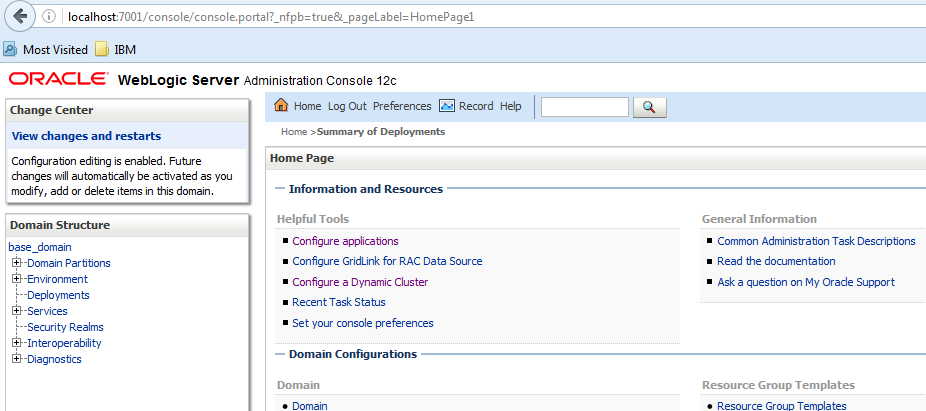 localhost:7001/console/console.portal?_nfpb=true&_pageLabel=HomePage1
Most Visited IBM
ORACLE WebLogic Server Administration Console 12c
Change Center
View changes and restarts
Configuration editing is enabled. Future
changes will automatically be activated as you
modify, add or delete items in this domain.
Domain Structure
base_domain
Domain Partitions
Environment
Deployments
Services
Security Realms
Interoperability
Diagnostics
Home Log Out Preferences Record Help
Home >Summary of Deployments
Home Page
Information and Resources
Helpful Tools
Configure applications
Configure GridLink for RAC Data Source
Configure a Dynamic Cluster
Recent Task Status
Set your console preferences
General Information
Common Administration Task Descriptions
Read the documentation
Ask a question on My Oracle Support
Domain Configurations
Domain
Domain
Resource Group Templates
Resource Group Templates